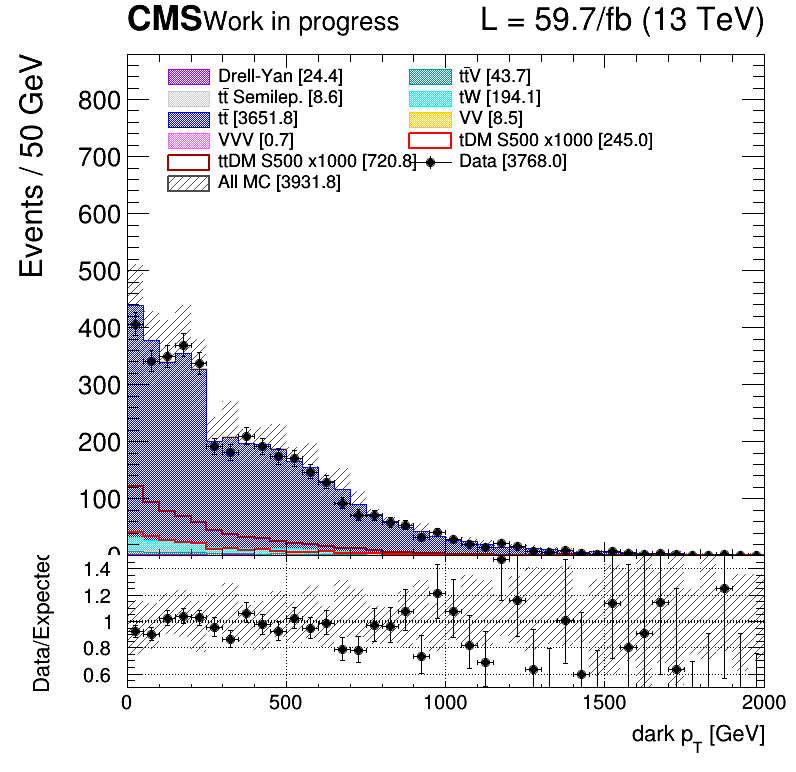 CMS Work in progress L = 59.7/fb (13 TeV)
Events / 50 GeV
Drell-Yan [24.4] tt̄V [43.7]
tt̄ Semilep. [8.6] tW [194.1]
tt̄ [3651.8] VV [8.5]
VVV [0.7] tDM S500 x1000 [245.0]
ttDM S500 x1000 [720.8] Data [3768.0]
All MC [3931.8]
800
700
600
500
400
300
200
100
0
Data/Expected
1.4
1.2
1
0.8
0.6
0 500 1000 1500 2000
dark p_T [GeV]